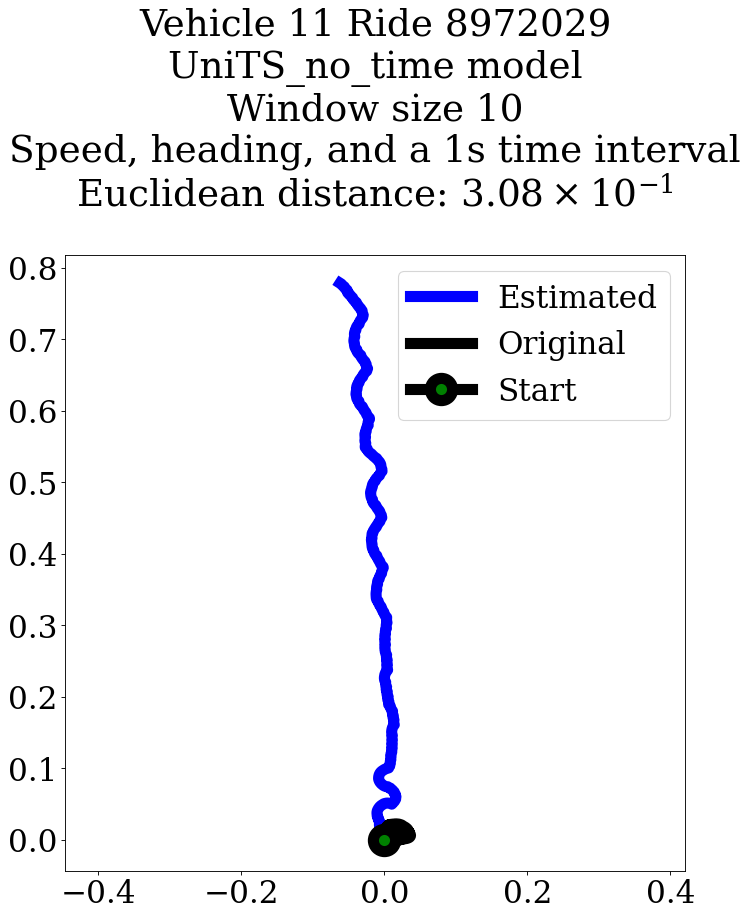 Vehicle 11 Ride 8972029
UniTS_no_time model
Window size 10
Speed, heading, and a 1s time interval
Euclidean distance: 3.08 × 10⁻¹
0.8
0.7
0.6
0.5
0.4
0.3
0.2
0.1
0.0
Estimated
Original
Start
−0.4
−0.2
0.0
0.2
0.4